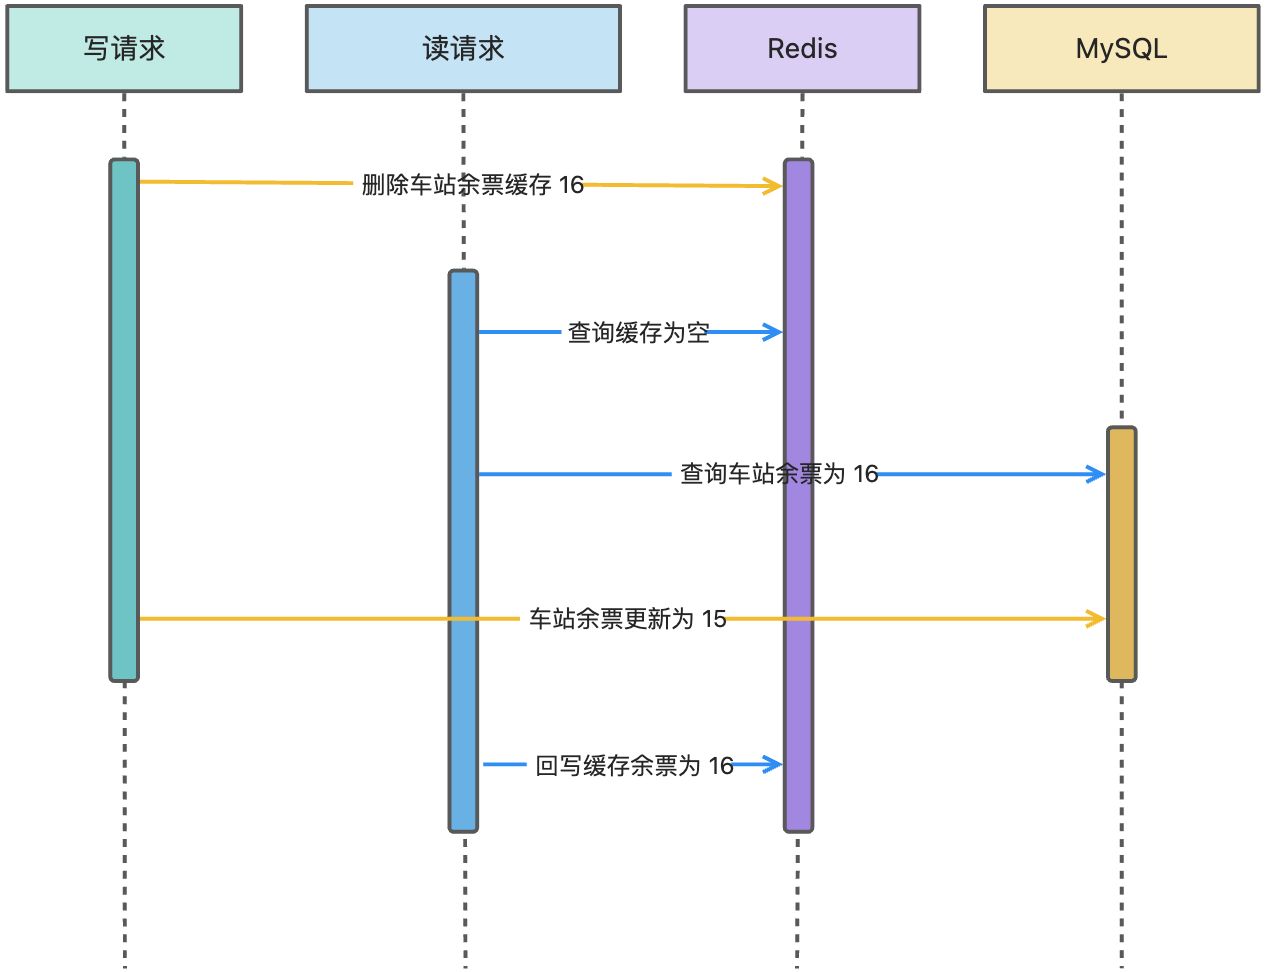 写请求
读请求
Redis
MySQL
删除车站余票缓存 16
查询缓存为空
查询车站余票为 16
车站余票更新为 15
回写缓存余票为 16